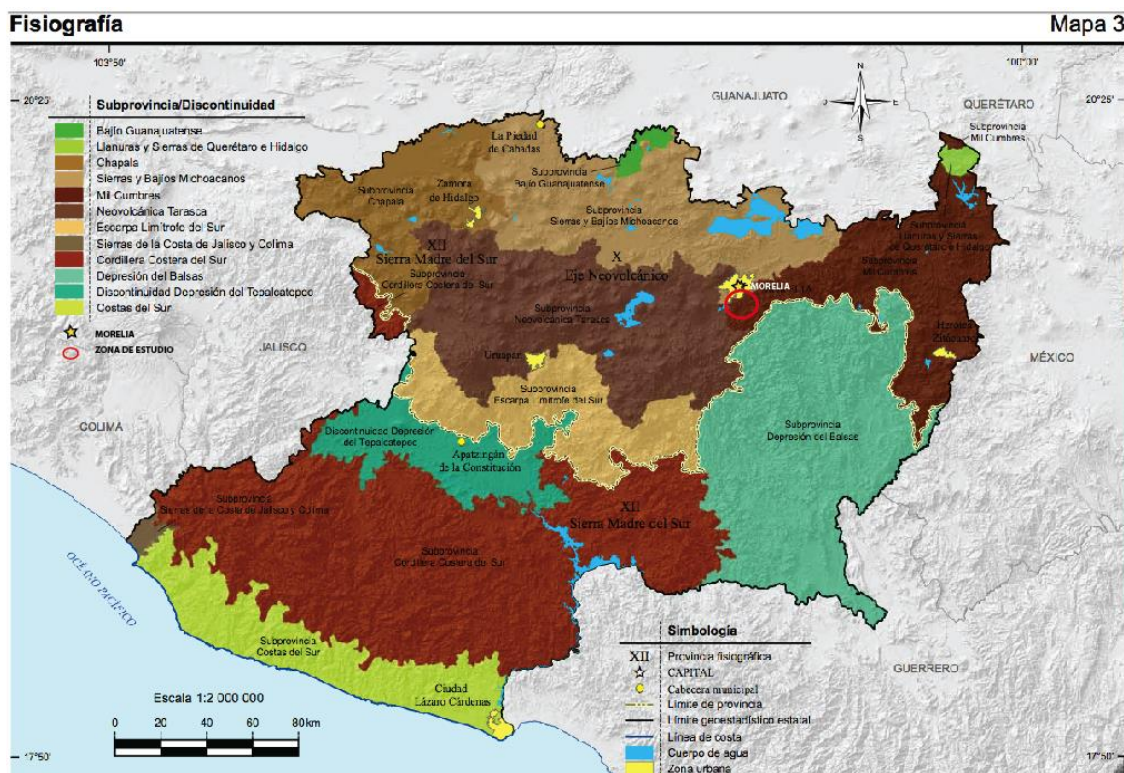 Fisiografía
Mapa 3
103°50'
100°00'
20°25'
20°25'
GUANAJUATO
QUERÉTARO
N
E
S
Subprovincia/Discontinuidad
Bajío Guanajuatense
Llanuras y Sierras de Querétaro e Hidalgo
Chapala
Sierras y Bajíos Michoacanos
Mil Cumbres
Neovolcánica Tarasca
Escarpa Limítrofe del Sur
Sierras de la Costa de Jalisco y Colima
Cordillera Costera del Sur
Depresión del Balsas
Discontinuidad Depresión del Tepalcatepec
Costas del Sur
MORELIA
ZONA DE ESTUDIO
La Piedad
de Cabadas
Subprovincia
Mil Cumbres
Subprovincia
Bajío Guanajuatense
Subprovincia
Chapala
Zamora
de Hidalgo
Subprovincia
Sierras y Bajíos Michoacanos
Subprovincia
Llanuras y Sierras
de Querétaro e Hidalgo
Subprovincia
Mil Cumbres
XII
Sierra Madre del Sur
Subprovincia
Cordillera Costera del Sur
X
Eje Neovolcánico
MORELIA
Subprovincia
Neovolcánica Tarasca
Heroica
Zitácuaro
JALISCO
MÉXICO
Uruapan
Subprovincia
Escarpa Limítrofe del Sur
COLIMA
Discontinuidad Depresión
del Tepalcatepec
Apatzingán
de la Constitución
Subprovincia
Depresión del Balsas
Subprovincia
Sierras de la Costa de Jalisco y Colima
XII
Sierra Madre del Sur
Subprovincia
Cordillera Costera del Sur
OCÉANO PACÍFICO
Subprovincia
Costas del Sur
Ciudad
Lázaro Cárdenas
GUERRERO
Escala 1:2 000 000
0 20 40 60 80km
Simbología
XII Provincia fisiográfica
CAPITAL
Cabecera municipal
Límite de provincia
Límite geoestadístico estatal
Línea de costa
Cuerpo de agua
Zona urbana
17°50'
17°50'